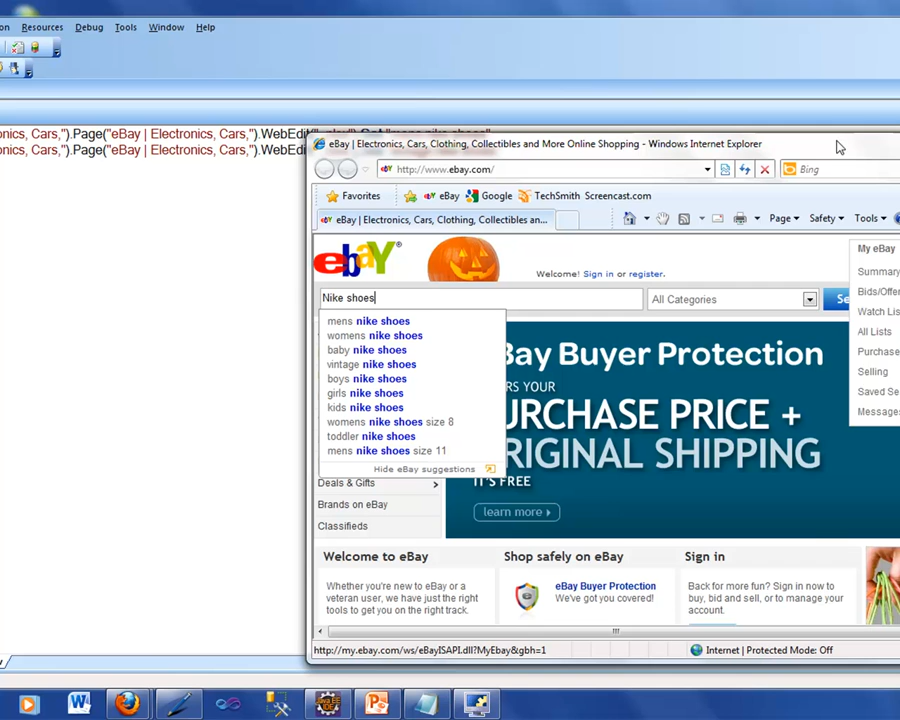 on Resources Debug Tools Window Help
onics, Cars,").Page("eBay | Electronics, Cars,").WebEdit(
onics, Cars,").Page("eBay | Electronics, Cars,").WebEdit(
eBay | Electronics, Cars, Clothing, Collectibles and More Online Shopping - Windows Internet Explorer
http://www.ebay.com/ Bing
Favorites eBay Google TechSmith Screencast.com
eBay | Electronics, Cars, Clothing, Collectibles an... Page Safety Tools
ebaY® Welcome! Sign in or register.
My eBay
Summary
Bids/Offer
Watch Lis
All Lists
Purchase
Selling
Saved Se
Messages
Nike shoes All Categories Se
mens nike shoes
womens nike shoes
baby nike shoes
vintage nike shoes
boys nike shoes
girls nike shoes
kids nike shoes
womens nike shoes size 8
toddler nike shoes
mens nike shoes size 11
Hide eBay suggestions
Deals & Gifts
Brands on eBay
Classifieds
Bay Buyer Protection
ERS YOUR
URCHASE PRICE +
RIGINAL SHIPPING
IT'S FREE
learn more
Welcome to eBay
Whether you're new to eBay or a
veteran user, we have just the right
tools to get you on the right track.
Shop safely on eBay
eBay Buyer Protection
We've got you covered!
Sign in
Back for more fun? Sign in now to
buy, bid and sell, or to manage your
account.
http://my.ebay.com/ws/eBayISAPI.dll?MyEbay&gbh=1 Internet | Protected Mode: Off
W Java EE IDE P